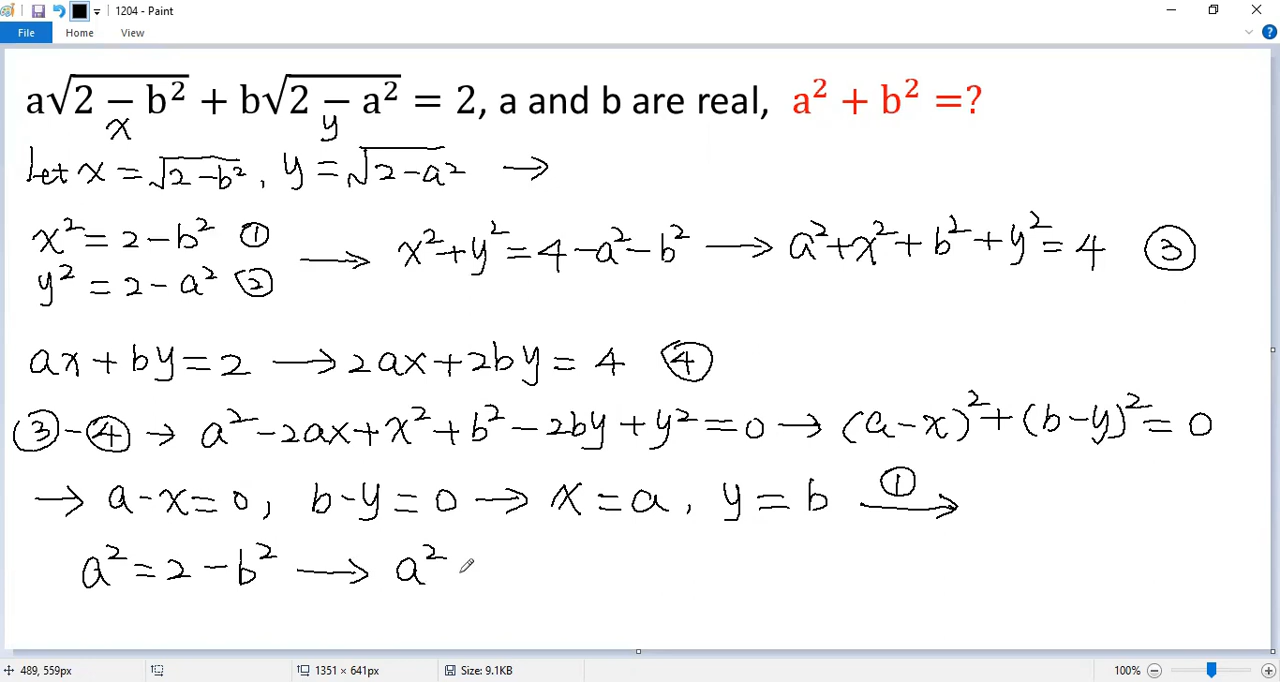 1204 - Paint
File Home View
a√2 − b² + b√2 − a² = 2, a and b are real, a² + b² =?
x y
Let x = √2-b², y = √2-a² →
x² = 2-b² ①
y² = 2-a² ②
→ x²+y² = 4-a²-b² → a²+x²+b²+y² = 4 ③
ax + by = 2 → 2ax+2by = 4 ④
③-④ → a²-2ax+x²+b²-2by+y² = 0 → (a-x)²+(b-y)² = 0
→ a-x=0, b-y=0 → x=a, y=b ①→
a² = 2-b² → a²
489, 559px 1351 × 641px Size: 9.1KB 100%